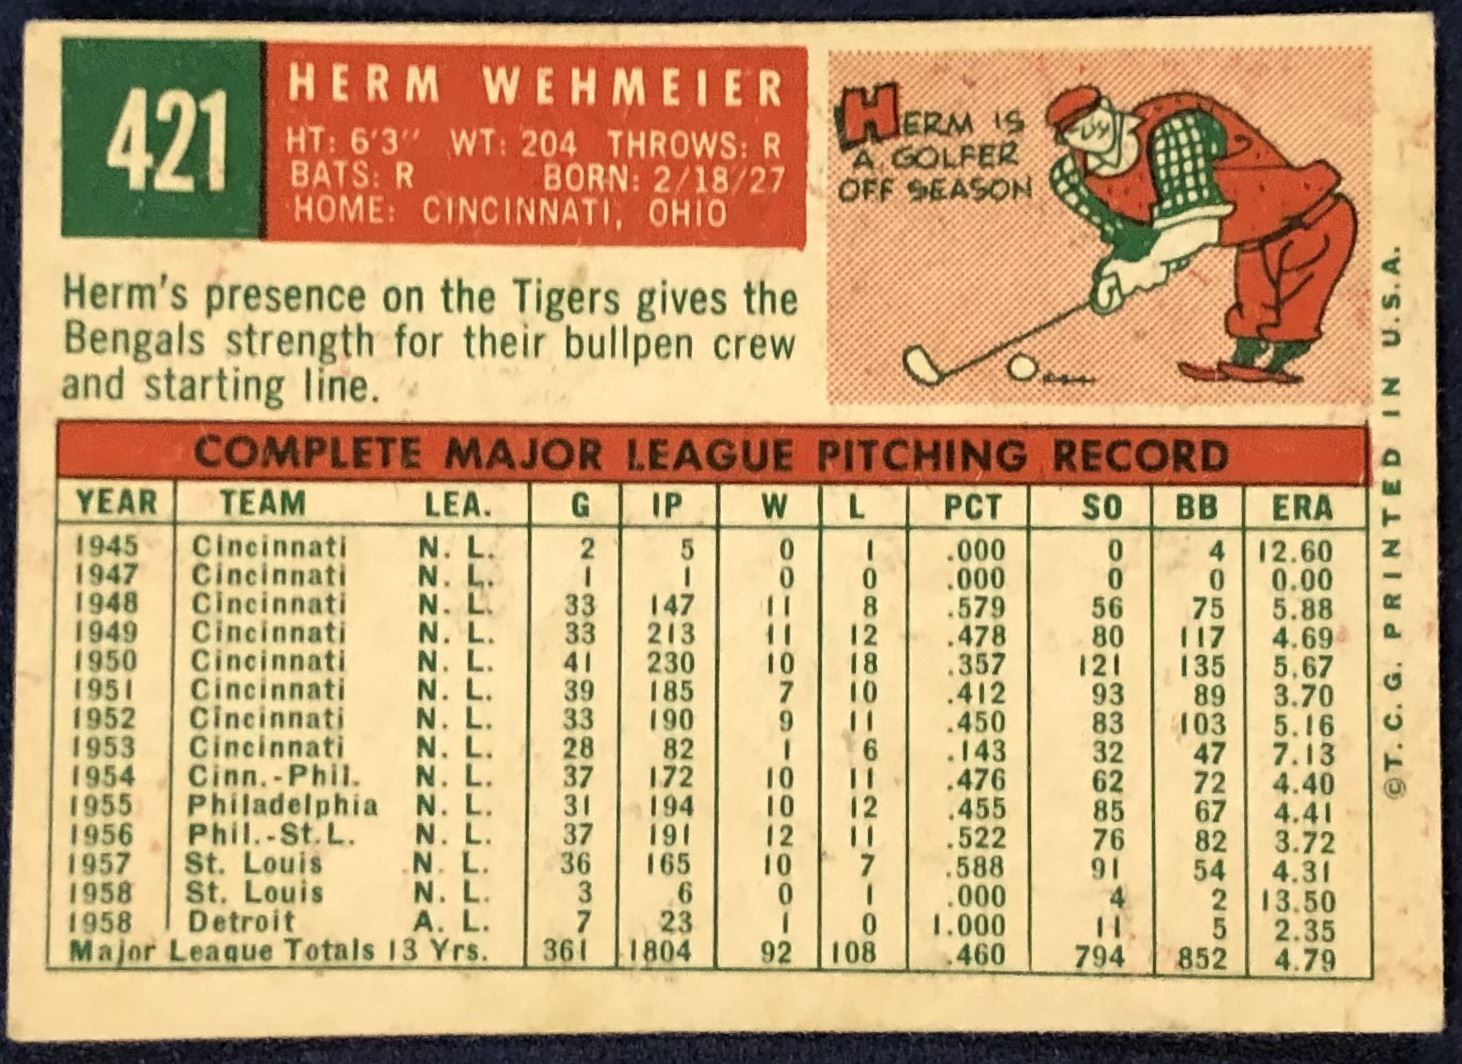 421
HERM WEHMEIER
HT: 6'3" WT: 204 THROWS: R
BATS: R BORN: 2/18/27
HOME: CINCINNATI, OHIO
HERM IS
A GOLFER
OFF SEASON
Herm's presence on the Tigers gives the
Bengals strength for their bullpen crew
and starting line.
COMPLETE MAJOR LEAGUE PITCHING RECORD
YEAR TEAM LEA. G IP W L PCT SO BB ERA
1945 Cincinnati N. L. 2 5 0 1 .000 0 4 12.60
1947 Cincinnati N. L. 1 1 0 0 .000 0 0 0.00
1948 Cincinnati N. L. 33 147 11 8 .579 56 75 5.88
1949 Cincinnati N. L. 33 213 11 12 .478 80 117 4.69
1950 Cincinnati N. L. 41 230 10 18 .357 121 135 5.67
1951 Cincinnati N. L. 39 185 7 10 .412 93 89 3.70
1952 Cincinnati N. L. 33 190 9 11 .450 83 103 5.16
1953 Cincinnati N. L. 28 82 1 6 .143 32 47 7.13
1954 Cinn.-Phil. N. L. 37 172 10 11 .476 62 72 4.40
1955 Philadelphia N. L. 31 194 10 12 .455 85 67 4.41
1956 Phil.-St.L. N. L. 37 191 12 11 .522 76 82 3.72
1957 St. Louis N. L. 36 165 10 7 .588 91 54 4.31
1958 St. Louis N. L. 3 6 0 1 .000 4 2 13.50
1958 Detroit A. L. 7 23 1 0 1.000 11 5 2.35
Major League Totals 13 Yrs. 361 1804 92 108 .460 794 852 4.79
©T.C.G. PRINTED IN U.S.A.